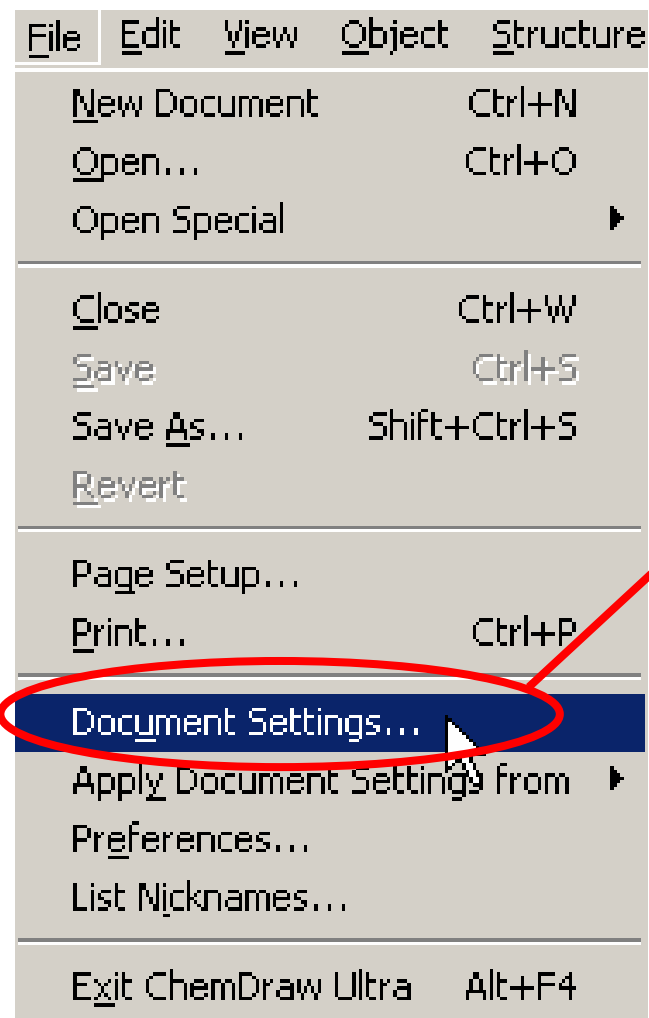 File Edit View Object Structure
New Document Ctrl+N
Open... Ctrl+O
Open Special
Close Ctrl+W
Save Ctrl+S
Save As... Shift+Ctrl+S
Revert
Page Setup...
Print... Ctrl+P
Document Settings...
Apply Document Settings from
Preferences...
List Nicknames...
Exit ChemDraw Ultra Alt+F4